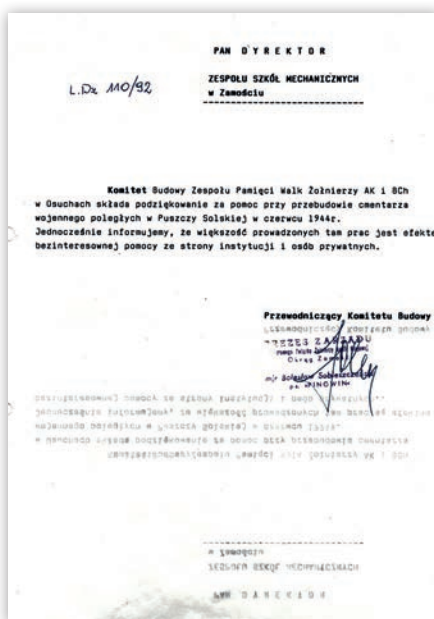 PAN DYREKTOR
L.Dz 110/92
ZESPOŁU SZKÓŁ MECHANICZNYCH
w Zamościu
Komitet Budowy Zespołu Pamięci Walk Żołnierzy AK i BCh
w Osuchach składa podziękowanie za pomoc przy przebudowie cmentarza
wojennego poległych w Puszczy Solskiej w czerwcu 1944r.
Jednocześnie informujemy, że większość prowadzonych tam prac jest efekte
bezinteresownej pomocy ze strony instytucji i osób prywatnych.
Przewodniczący Komitetu Budowy
PREZES ZARZĄDU
mjr Bolesław